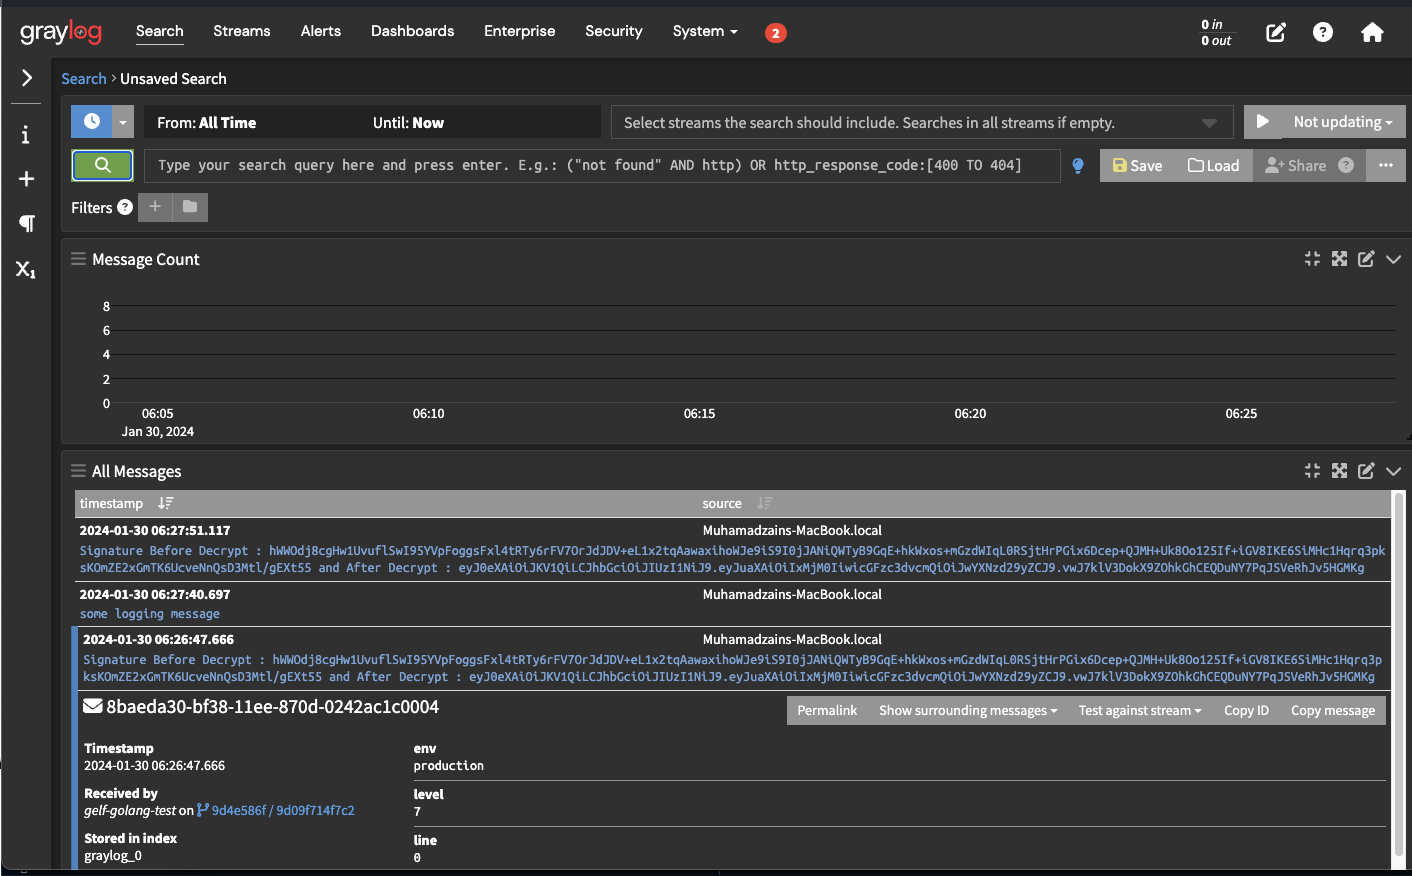 graylog Search Streams Alerts Dashboards Enterprise Security System 2 0 in
0 out
Search > Unsaved Search
From: All Time Until: Now Select streams the search should include. Searches in all streams if empty. Not updating
Type your search query here and press enter. E.g.: ("not found" AND http) OR http_response_code:[400 TO 404] Save Load Share
Filters
Message Count
8
6
4
2
0
06:05 06:10 06:15 06:20 06:25
Jan 30, 2024
All Messages
timestamp source
2024-01-30 06:27:51.117 Muhamadzains-MacBook.local
Signature Before Decrypt : hWWOdj8cgHw1UvuflSwI95YVpFoggsFxl4tRTy6rFV7OrJdJDV+eL1x2tqAawaxihoWJe9iS9I0jJANiQWTyB9GqE+hkWxos+mGzdWIqL0RSjtHrPGix6Dcep+QJMH+Uk8Oo125If+iGV8IKE6SiMHc1Hqrq3pk
sKOmZE2xGmTK6UcveNnQsD3Mtl/gEXt55 and After Decrypt : eyJ0eXAiOiJKV1QiLCJhbGciOiJIUzI1NiJ9.eyJuaXAiOiIxMjM0IiwicGFzc3dvcmQiOiJwYXNzd29yZCJ9.vwJ7klV3DokX9ZOhkGhCEQDuNY7PqJSVeRhJv5HGMKg
2024-01-30 06:27:40.697 Muhamadzains-MacBook.local
some logging message
2024-01-30 06:26:47.666 Muhamadzains-MacBook.local
Signature Before Decrypt : hWWOdj8cgHw1UvuflSwI95YVpFoggsFxl4tRTy6rFV7OrJdJDV+eL1x2tqAawaxihoWJe9iS9I0jJANiQWTyB9GqE+hkWxos+mGzdWIqL0RSjtHrPGix6Dcep+QJMH+Uk8Oo125If+iGV8IKE6SiMHc1Hqrq3p
ksKOmZE2xGmTK6UcveNnQsD3Mtl/gEXt55 and After Decrypt : eyJ0eXAiOiJKV1QiLCJhbGciOiJIUzI1NiJ9.eyJuaXAiOiIxMjM0IiwicGFzc3dvcmQiOiJwYXNzd29yZCJ9.vwJ7klV3DokX9ZOhkGhCEQDuNY7PqJSVeRhJv5HGMKg
8baeda30-bf38-11ee-870d-0242ac1c0004 Permalink Show surrounding messages Test against stream Copy ID Copy message
Timestamp env
2024-01-30 06:26:47.666 production
Received by level
gelf-golang-test on 9d4e586f / 9d09f714f7c2 7
Stored in index line
graylog_0 0